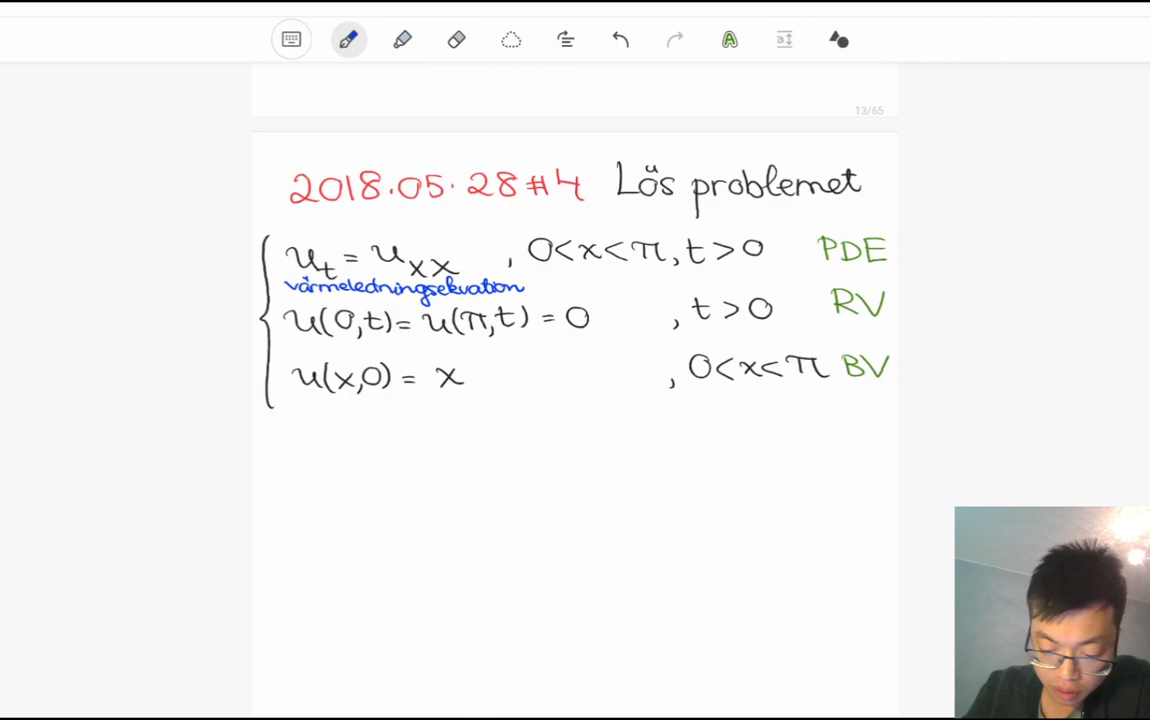 13/65
2018.05.28#4 Lös problemet
u_t = u_xx , 0<x<π, t>0 PDE
värmeledningsekvation
u(0,t)= u(π,t) = 0 , t>0 RV
u(x,0) = x , 0<x<π BV